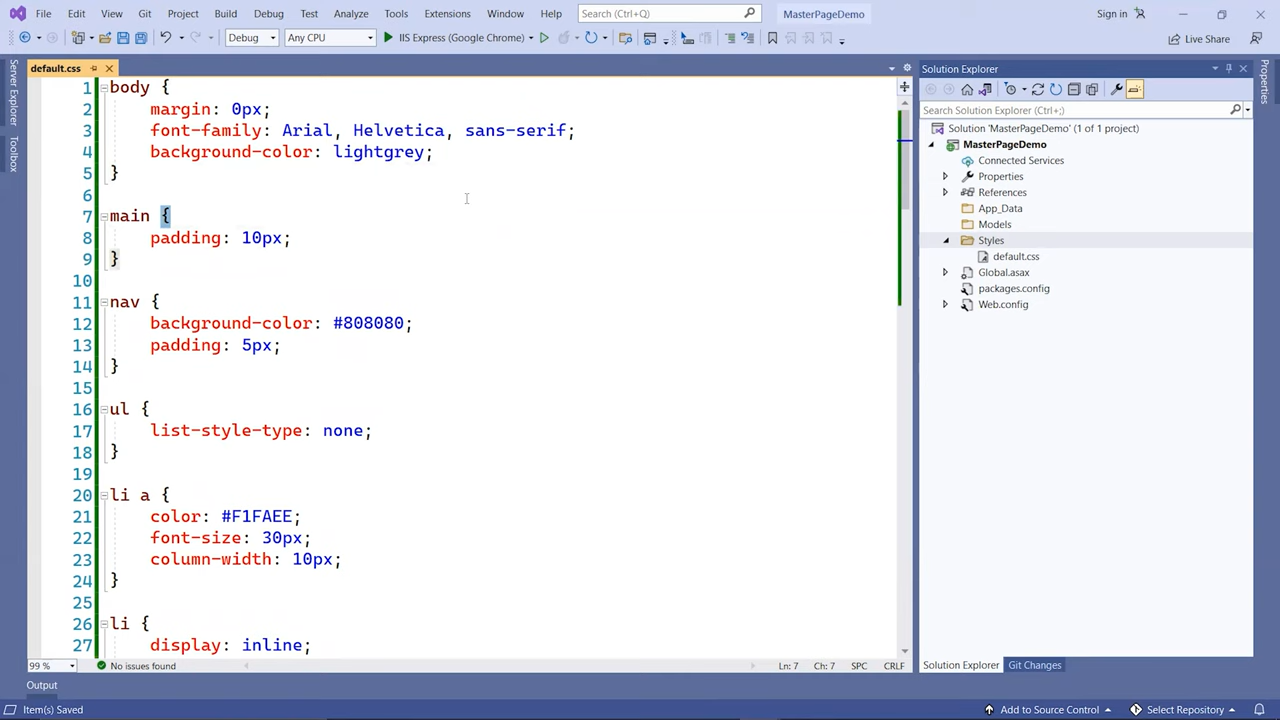 File Edit View Git Project Build Debug Test Analyze Tools Extensions Window Help Search (Ctrl+Q) MasterPageDemo Sign in
Debug Any CPU IIS Express (Google Chrome) Live Share
Server Explorer
Toolbox
default.css
1 body {
2 margin: 0px;
3 font-family: Arial, Helvetica, sans-serif;
4 background-color: lightgrey;
5 }
6
7 main {
8 padding: 10px;
9 }
10
11 nav {
12 background-color: #808080;
13 padding: 5px;
14 }
15
16 ul {
17 list-style-type: none;
18 }
19
20 li a {
21 color: #F1FAEE;
22 font-size: 30px;
23 column-width: 10px;
24 }
25
26 li {
27 display: inline;
99 % No issues found Ln: 7 Ch: 7 SPC CRLF
Solution Explorer
Search Solution Explorer (Ctrl+;)
Solution 'MasterPageDemo' (1 of 1 project)
MasterPageDemo
Connected Services
Properties
References
App_Data
Models
Styles
default.css
Global.asax
packages.config
Web.config
Solution Explorer Git Changes
Properties
Output
Item(s) Saved Add to Source Control Select Repository